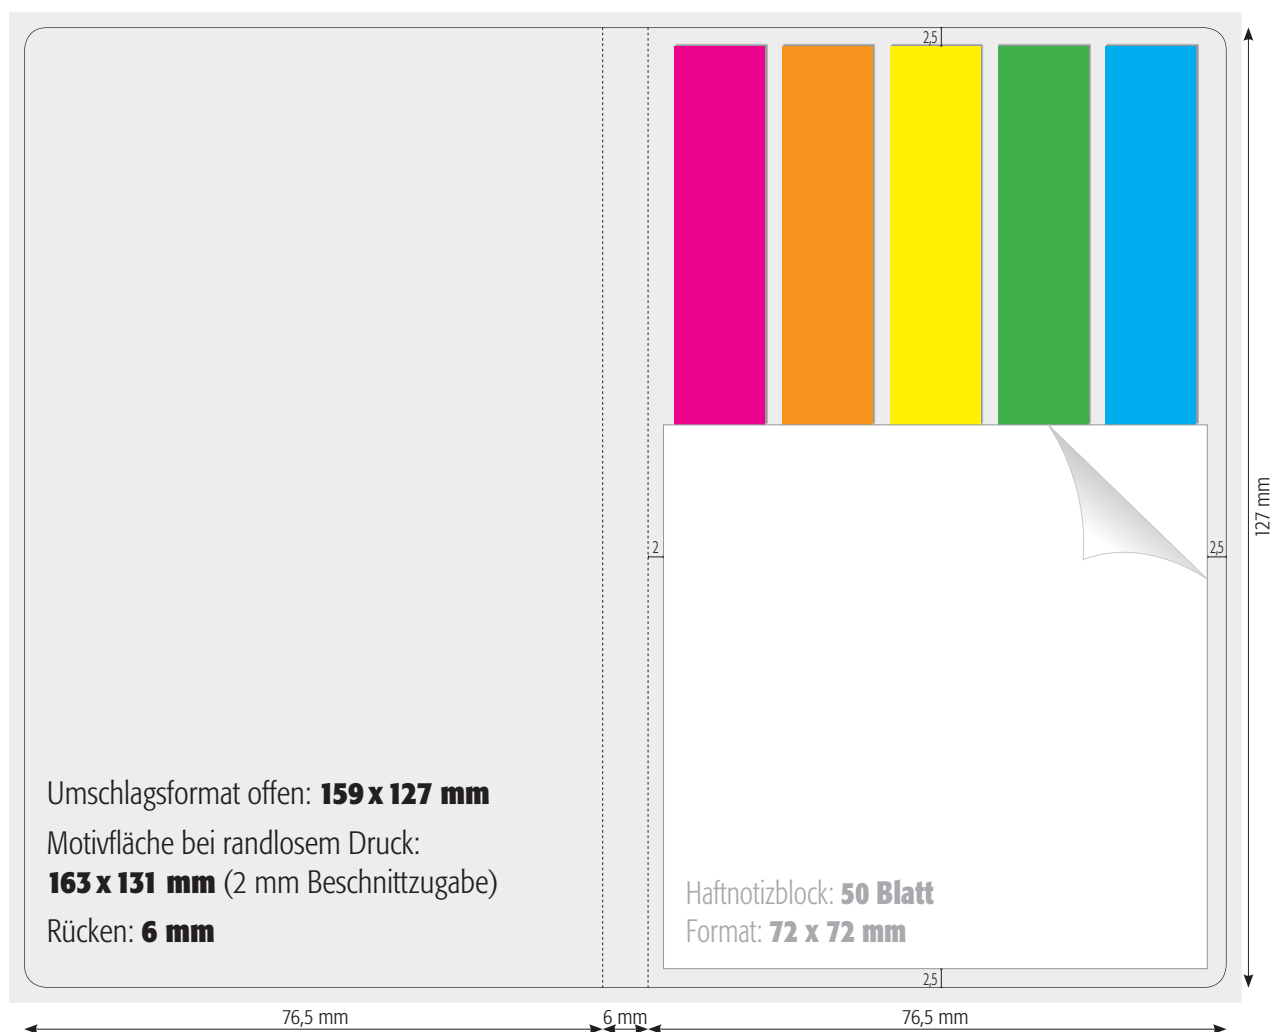 2,5
127 mm
2
2,5
Umschlagsformat offen: 159 x 127 mm
Motivfläche bei randlosem Druck:
163 x 131 mm (2 mm Beschnittzugabe)
Rücken: 6 mm
Haftnotizblock: 50 Blatt
Format: 72 x 72 mm
2,5
76,5 mm
6 mm
76,5 mm